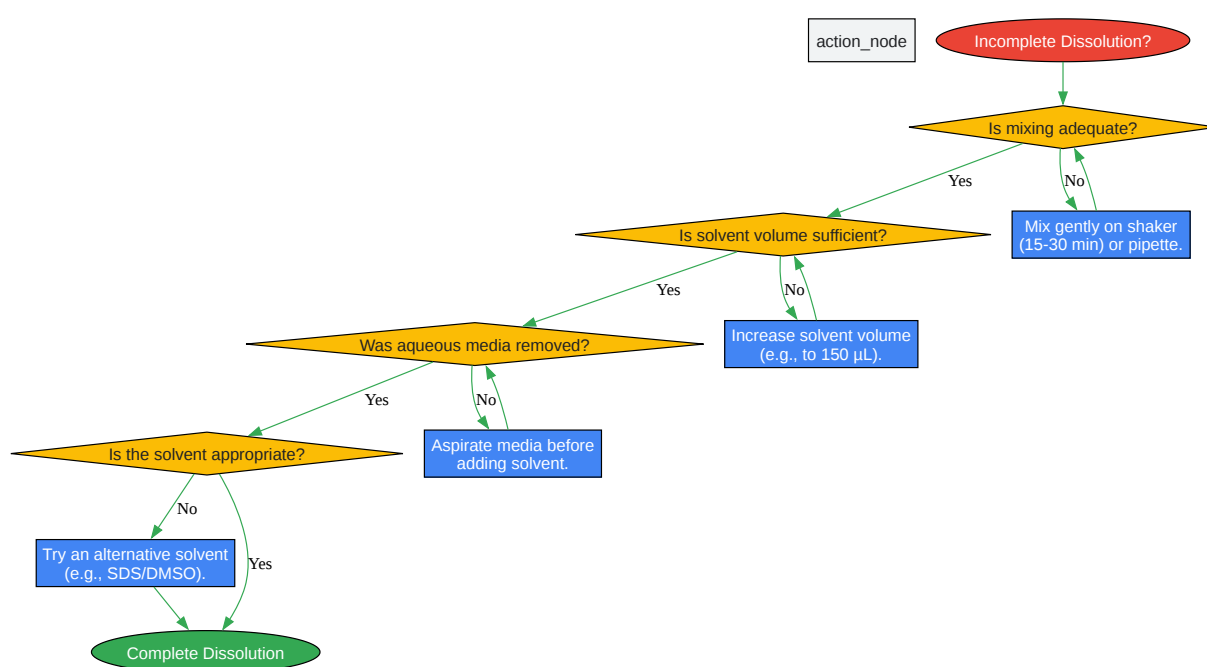 action_node
Incomplete Dissolution?
Is mixing adequate?
Yes
No
Mix gently on shaker
(15-30 min) or pipette.
Is solvent volume sufficient?
Yes
No
Increase solvent volume
(e.g., to 150 µL).
Was aqueous media removed?
Yes
No
Aspirate media before
adding solvent.
Is the solvent appropriate?
No
Try an alternative solvent
(e.g., SDS/DMSO).
Yes
Complete Dissolution